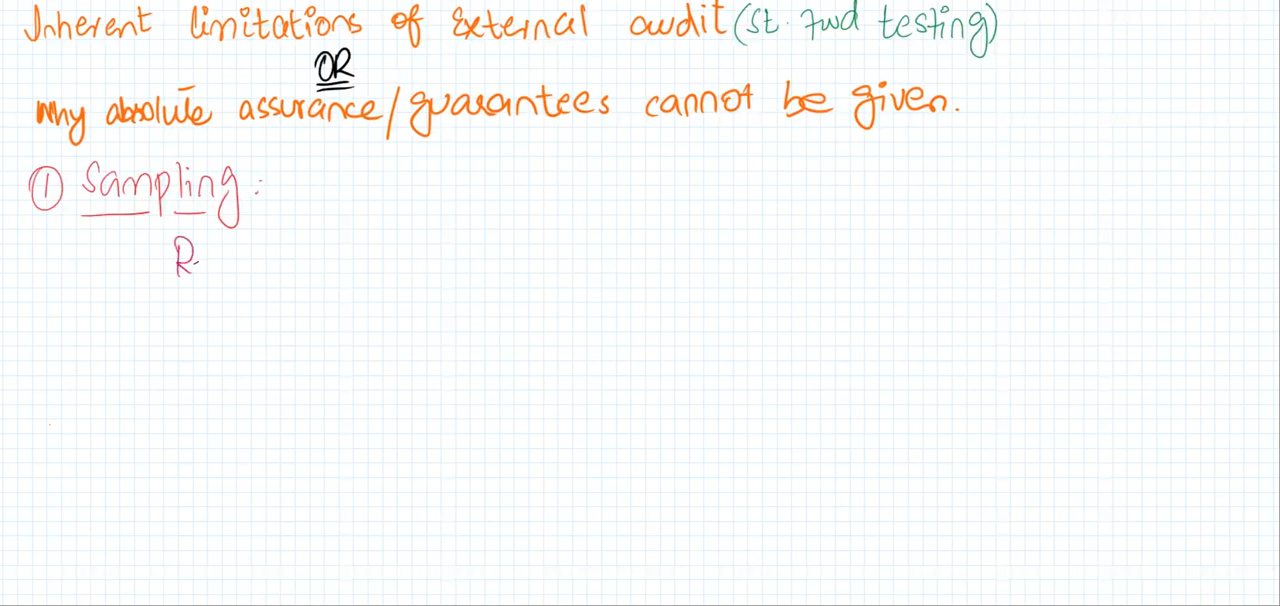 Inherent limitations of External audit (St. fwd testing)
OR
Why absolute assurance/guarantees cannot be given.
① Sampling:
R